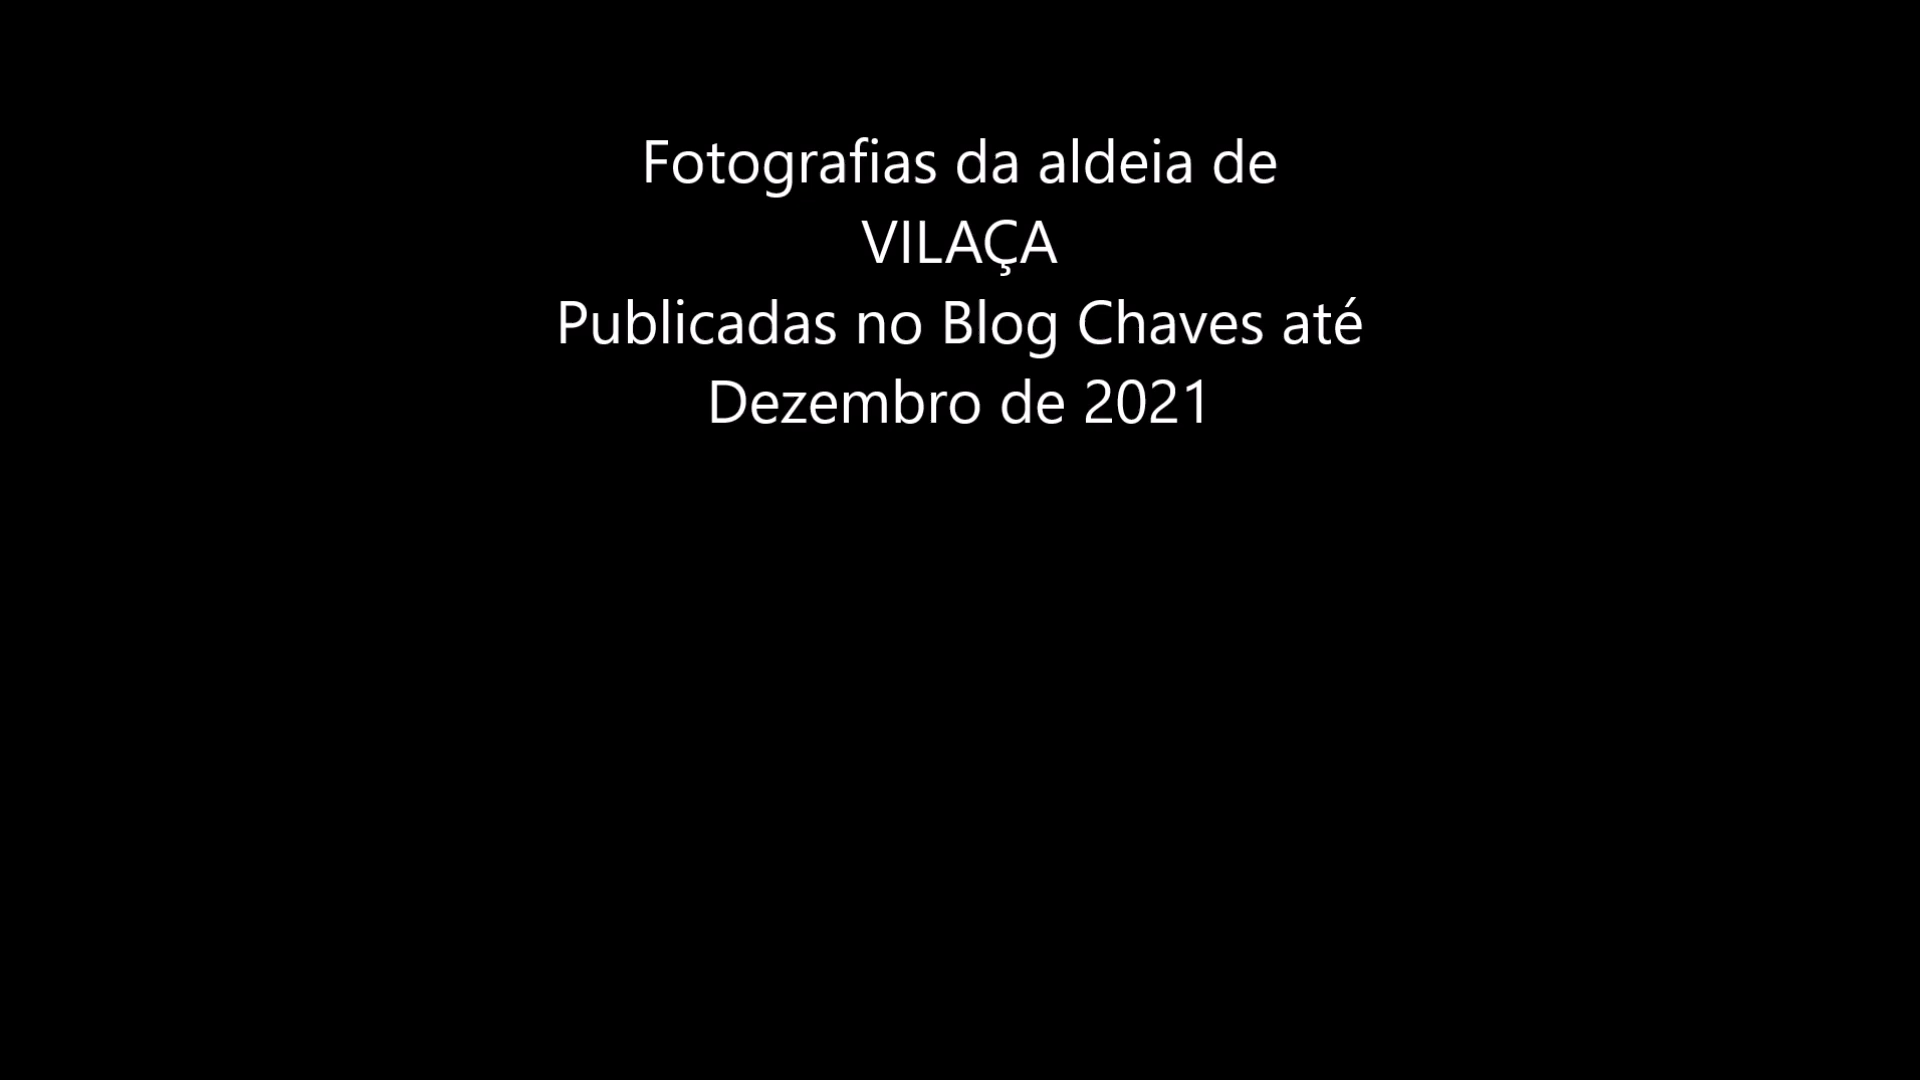 Fotografias da aldeia de
VILAÇA
Publicadas no Blog Chaves até
Dezembro de 2021